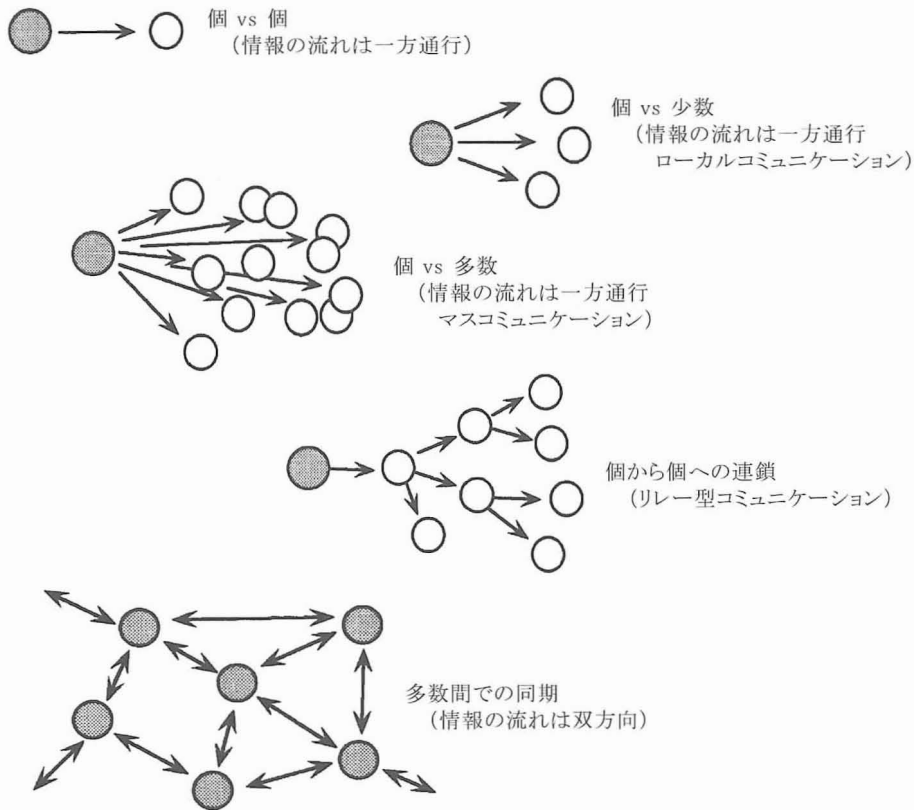 個 vs 個
（情報の流れは一方通行）
個 vs 少数
（情報の流れは一方通行
ローカルコミュニケーション）
個 vs 多数
（情報の流れは一方通行
マスコミュニケーション）
個から個への連鎖
（リレー型コミュニケーション）
多数間での同期
（情報の流れは双方向）